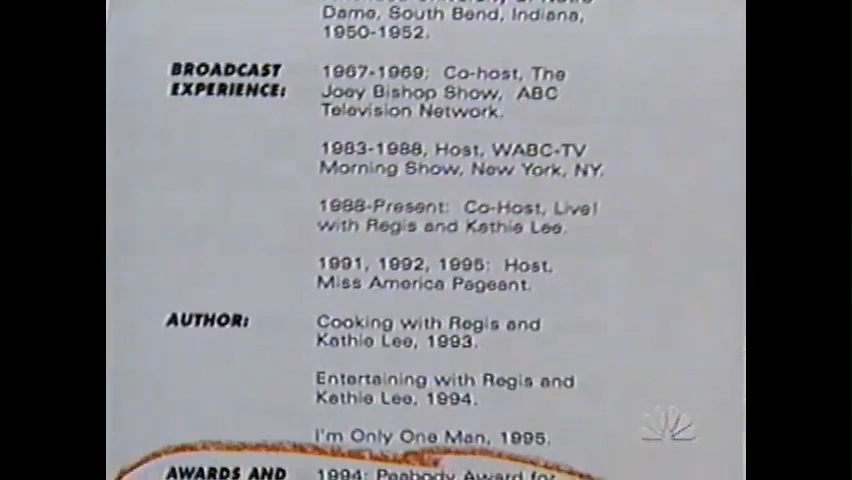 Dame, South Bend, Indiana,
1950-1952.
BROADCAST EXPERIENCE:
1967-1969: Co-host, The
Joey Bishop Show, ABC
Television Network.
1983-1988, Host, WABC-TV
Morning Show, New York, NY.
1988-Present: Co-Host, Live!
with Regis and Kathie Lee.
1991, 1992, 1995: Host,
Miss America Pageant.
AUTHOR:
Cooking with Regis and
Kathie Lee, 1993.
Entertaining with Regis and
Kathie Lee, 1994.
I'm Only One Man, 1995.
AWARDS AND
1994: Peabody Award for